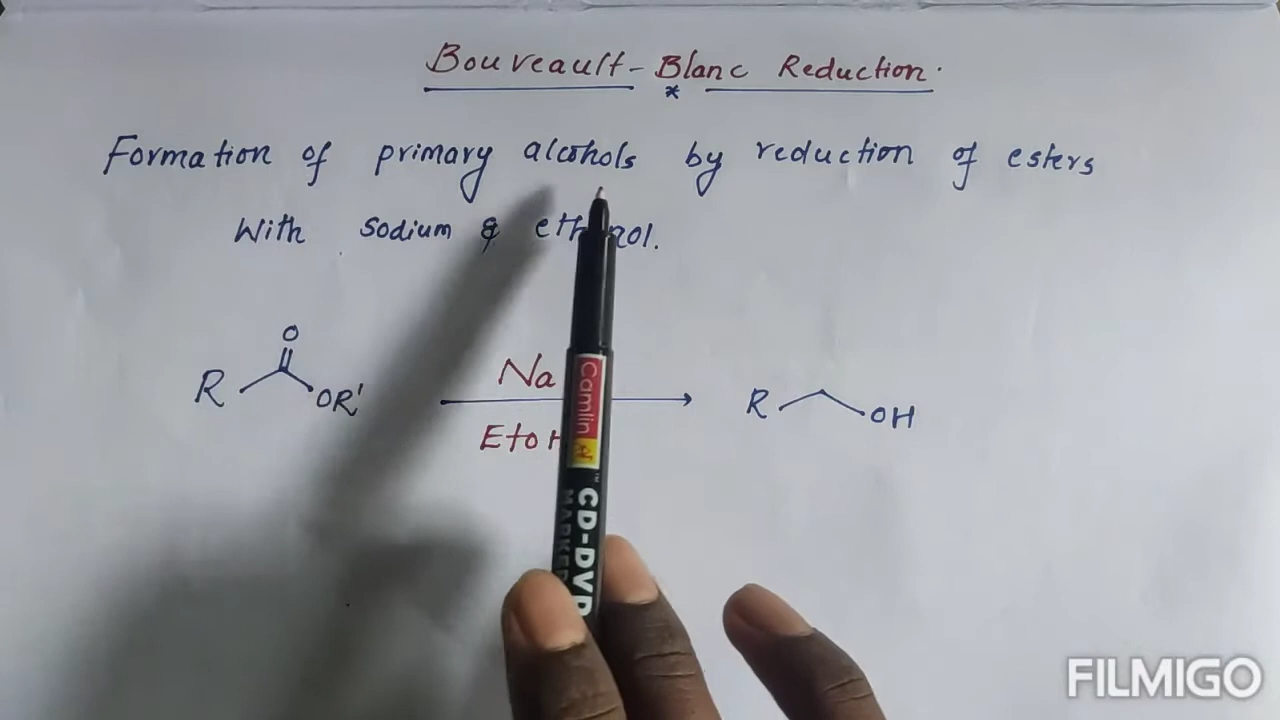 Bouveault-Blanc Reduction.
*
Formation of primary alcohols by reduction of esters
With sodium &
O
R
OR'
Na
R
OH
Camlin
CD-DVD
MARKER
FILMIGO